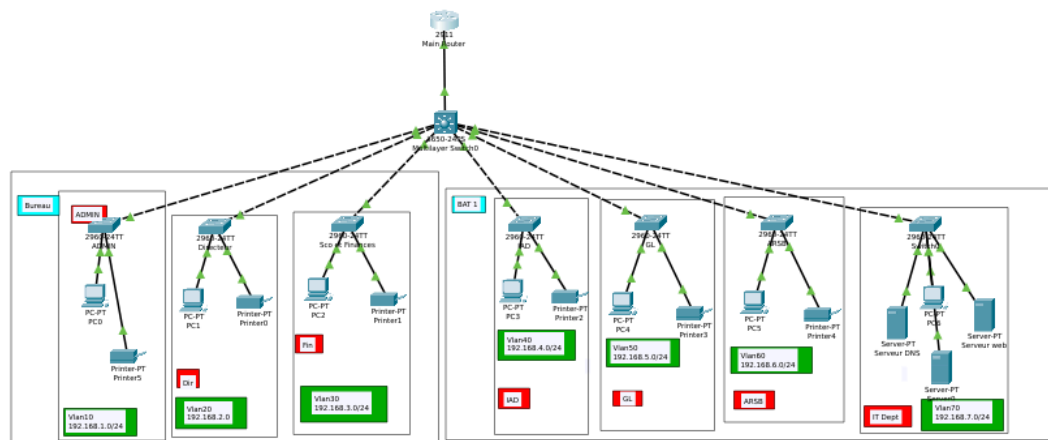 2911
Main Router
3650-24PS
Multilayer Switch0
Bureau
ADMIN
2960-24TT
ADMIN
PC-PT
PC0
Printer-PT
Printer5
Vlan10
192.168.1.0/24
2960-24TT
Directeur
PC-PT
PC1
Printer-PT
Printer0
Dir
Vlan20
192.168.2.0
2960-24TT
Sco et Finances
PC-PT
PC2
Printer-PT
Printer1
Fin
Vlan30
192.168.3.0/24
BAT 1
2960-24TT
IAD
PC-PT
PC3
Printer-PT
Printer2
Vlan40
192.168.4.0/24
IAD
2960-24TT
GL
PC-PT
PC4
Printer-PT
Printer3
Vlan50
192.168.5.0/24
GL
2960-24TT
ARSB
PC-PT
PC5
Printer-PT
Printer4
Vlan60
192.168.6.0/24
ARSB
2960-24TT
Server-PT
Serveur DNS
PC-PT
PC6
Server-PT
Serveur web
Server-PT
Server0
IT Dept
Vlan70
192.168.7.0/24